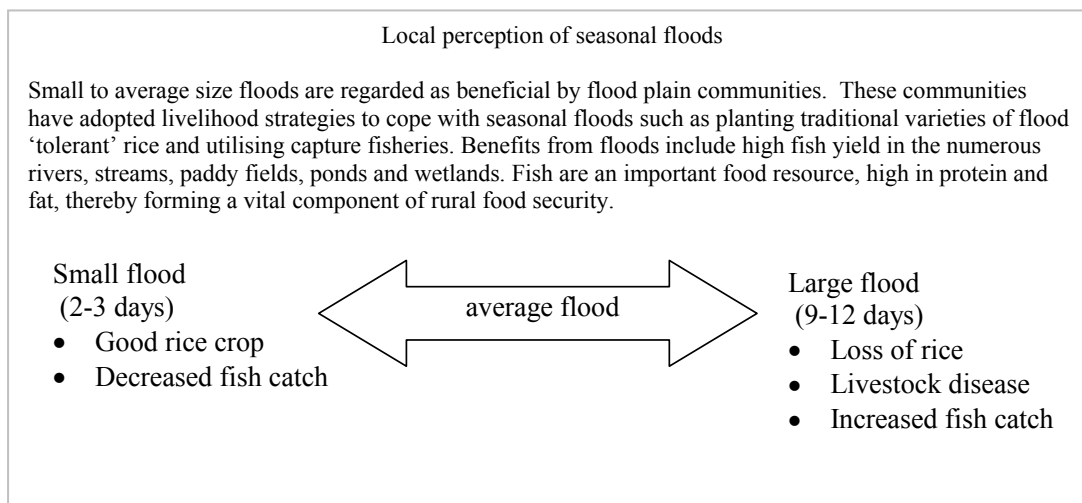 Local perception of seasonal floods
Small to average size floods are regarded as beneficial by flood plain communities.  These communities
have adopted livelihood strategies to cope with seasonal floods such as planting traditional varieties of flood
‘tolerant’ rice and utilising capture fisheries. Benefits from floods include high fish yield in the numerous
rivers, streams, paddy fields, ponds and wetlands. Fish are an important food resource, high in protein and
fat, thereby forming a vital component of rural food security.
Small flood
(2-3 days)
• Good rice crop
• Decreased fish catch
average flood
Large flood
(9-12 days)
• Loss of rice
• Livestock disease
• Increased fish catch